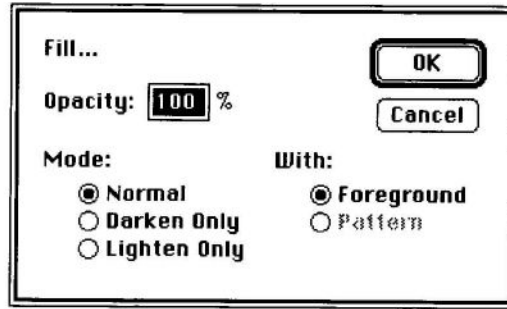 Fill...
OK
Opacity: 100 %
Cancel
Mode:
With:
Normal
Foreground
Darken Only
Pattern
Lighten Only